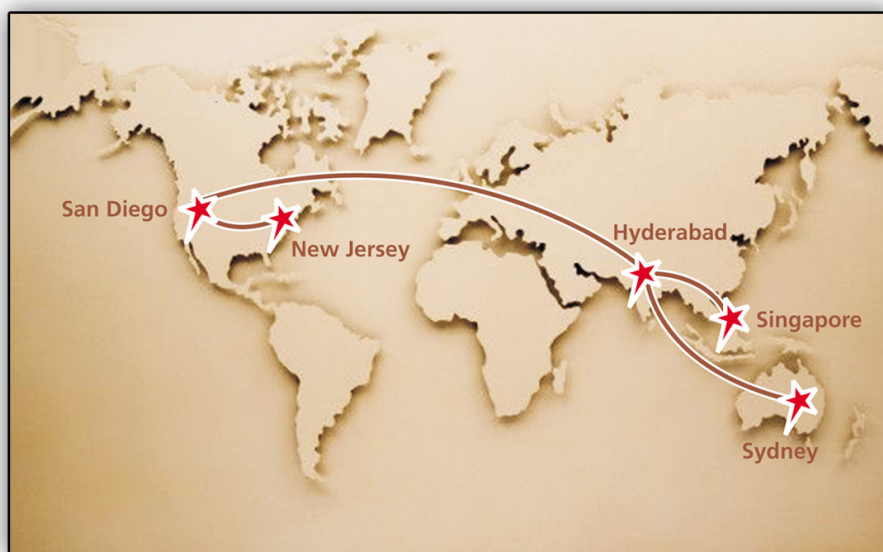 San Diego
New Jersey
Hyderabad
Singapore
Sydney